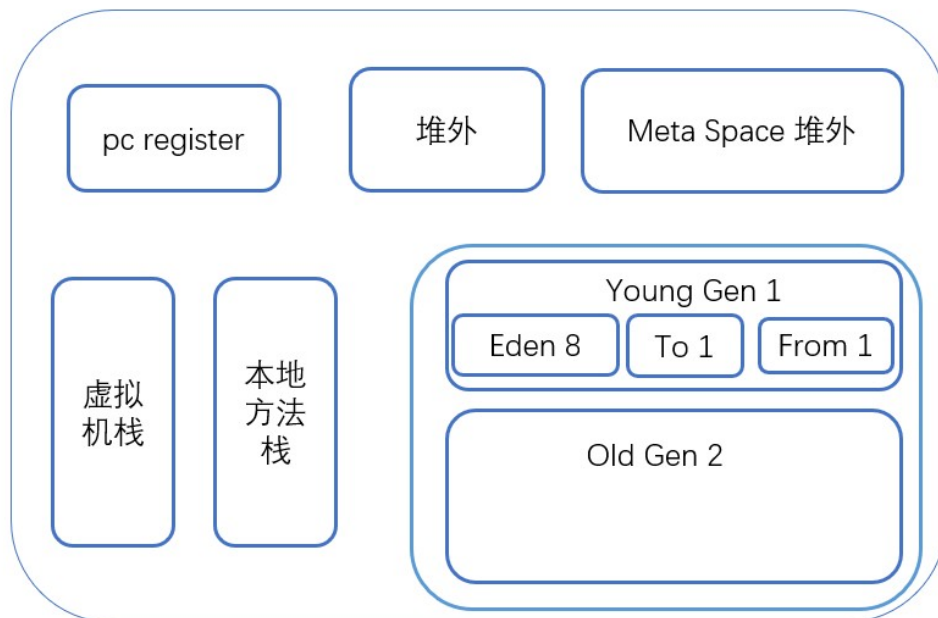 pc register
堆外
Meta Space 堆外
虚拟
机栈
本地
方法
栈
Young Gen 1
Eden 8
To 1
From 1
Old Gen 2